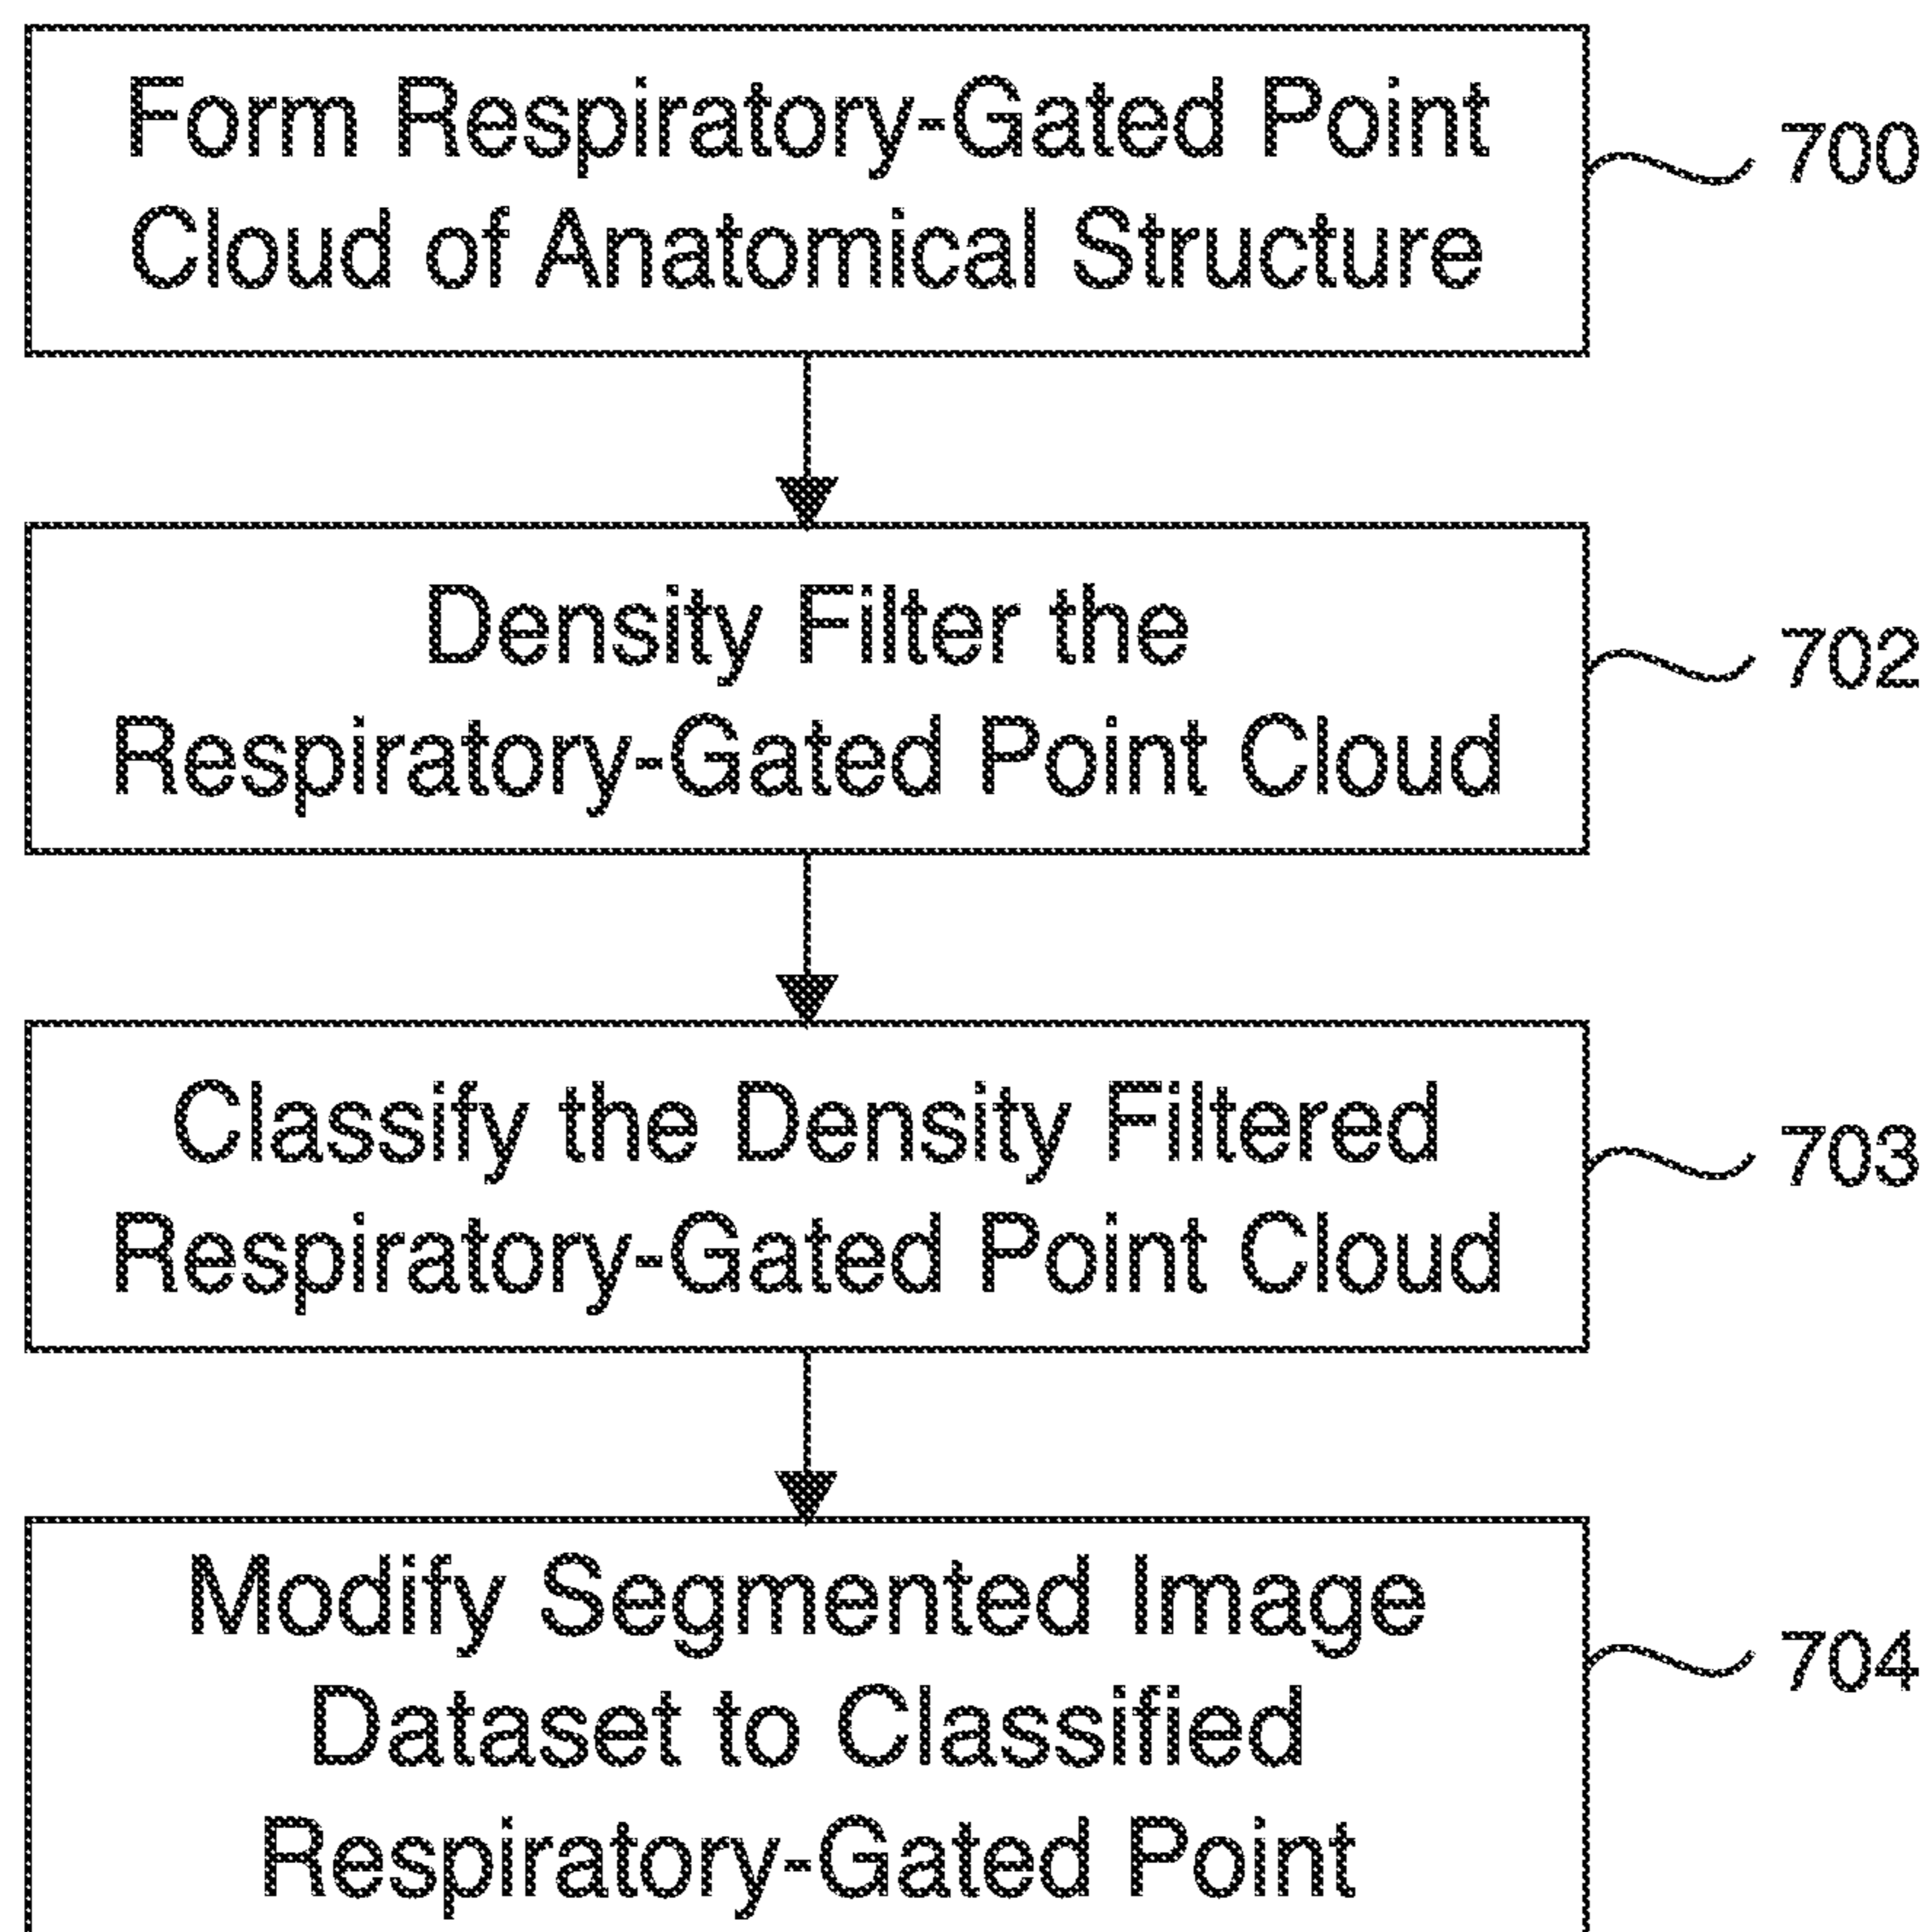 Form Respiratory-Gated Point
Cloud of Anatomical Structure
700
Density Filter the
Respiratory-Gated Point Cloud
702
Classify the Density Filtered
Respiratory-Gated Point Cloud
703
Modify Segmented Image
Dataset to Classified
Respiratory-Gated Point
704